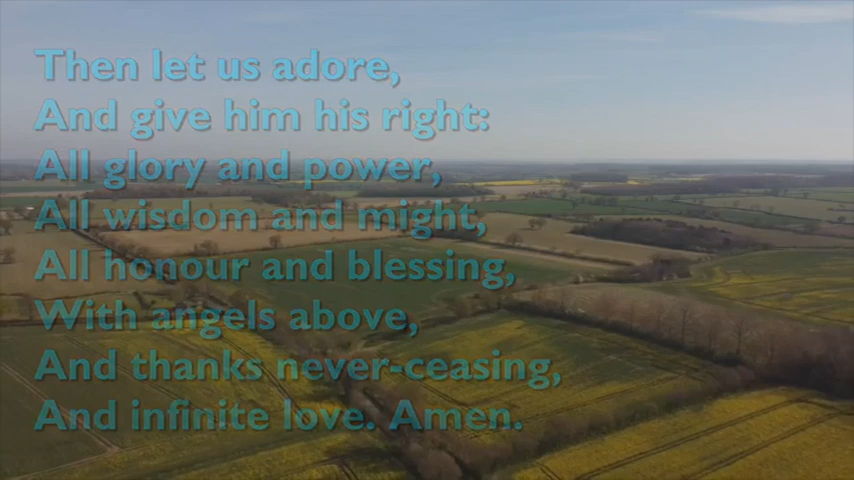 Then let us adore,
And give him his right:
All glory and power,
All wisdom and might,
All honour and blessing,
With angels above,
And thanks never-ceasing,
And infinite love. Amen.